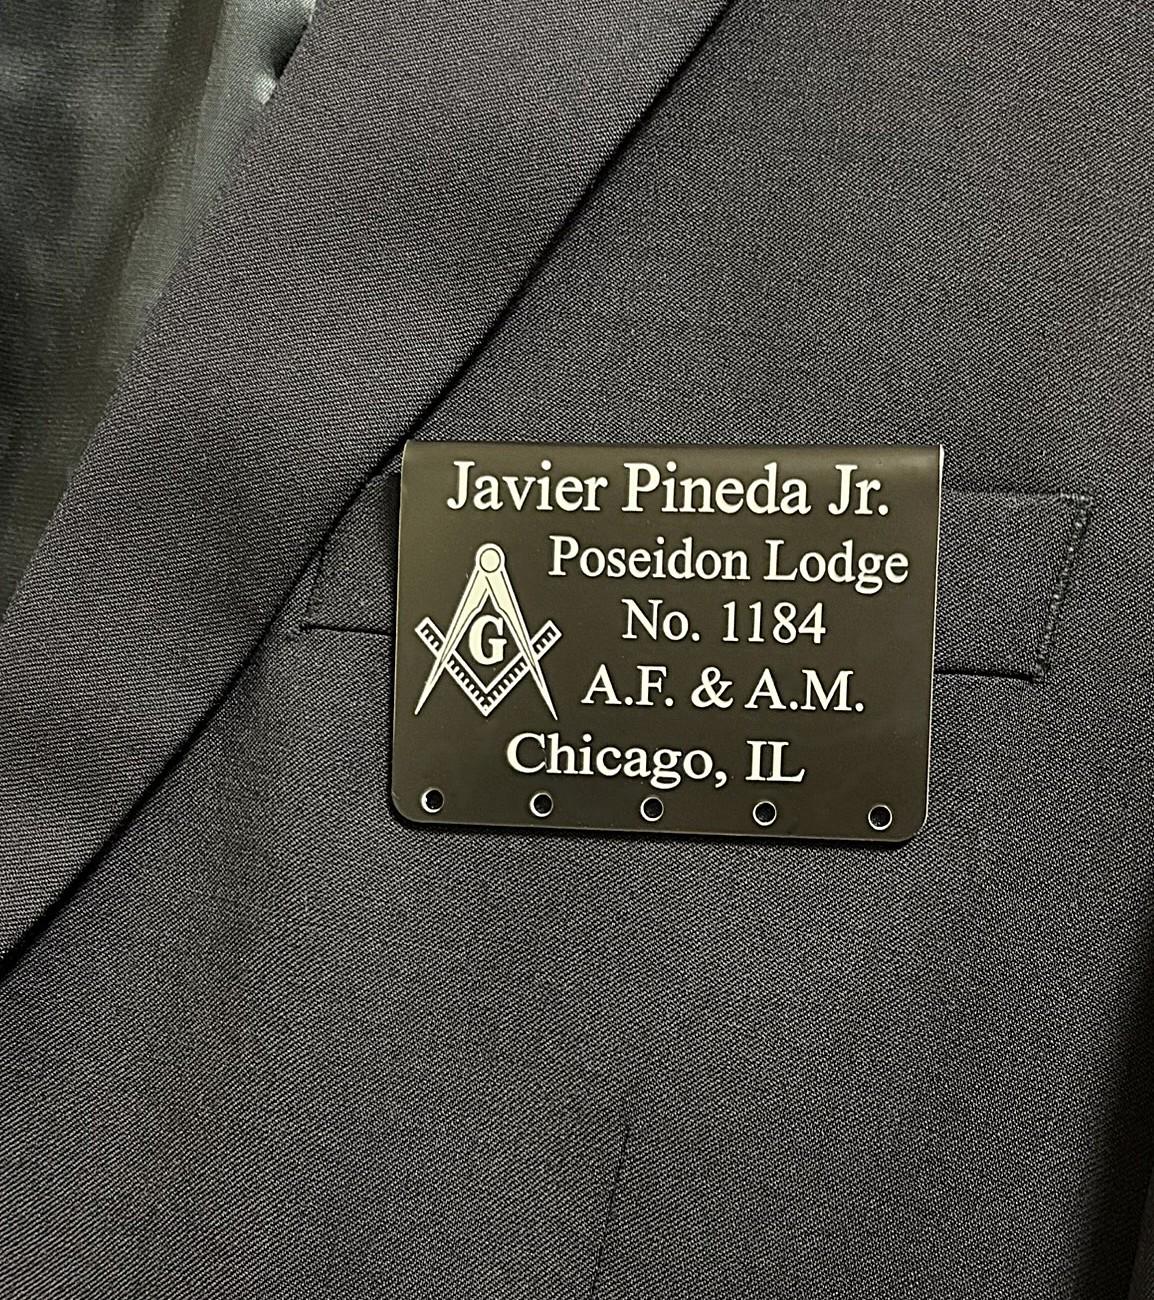 Javier Pineda Jr.
Poseidon Lodge
No. 1184
G
A.F. & A.M.
Chicago, IL